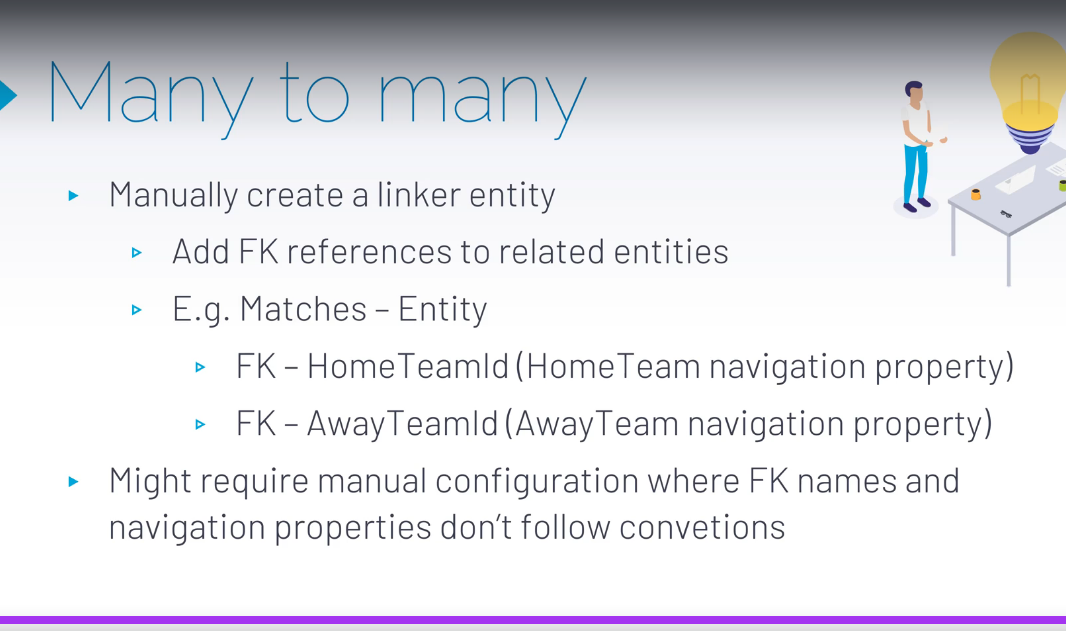 Many to many
Manually create a linker entity
Add FK references to related entities
E.g. Matches – Entity
FK – HomeTeamId (HomeTeam navigation property)
FK – AwayTeamId (AwayTeam navigation property)
Might require manual configuration where FK names and
navigation properties don't follow convetions